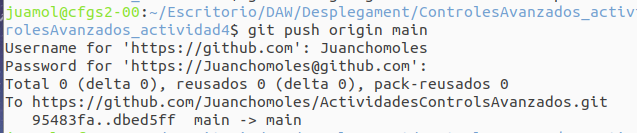 juamol@cfgs2-00:~/Escritorio/DAW/Desplegament/ControlesAvanzados_activ
rolesAvanzados_actividad4$ git push origin main
Username for 'https://github.com': Juanchomoles
Password for 'https://Juanchomoles@github.com':
Total 0 (delta 0), reusados 0 (delta 0), pack-reusados 0
To https://github.com/Juanchomoles/ActividadesControlsAvanzados.git
   95483fa..dbed5ff  main -> main